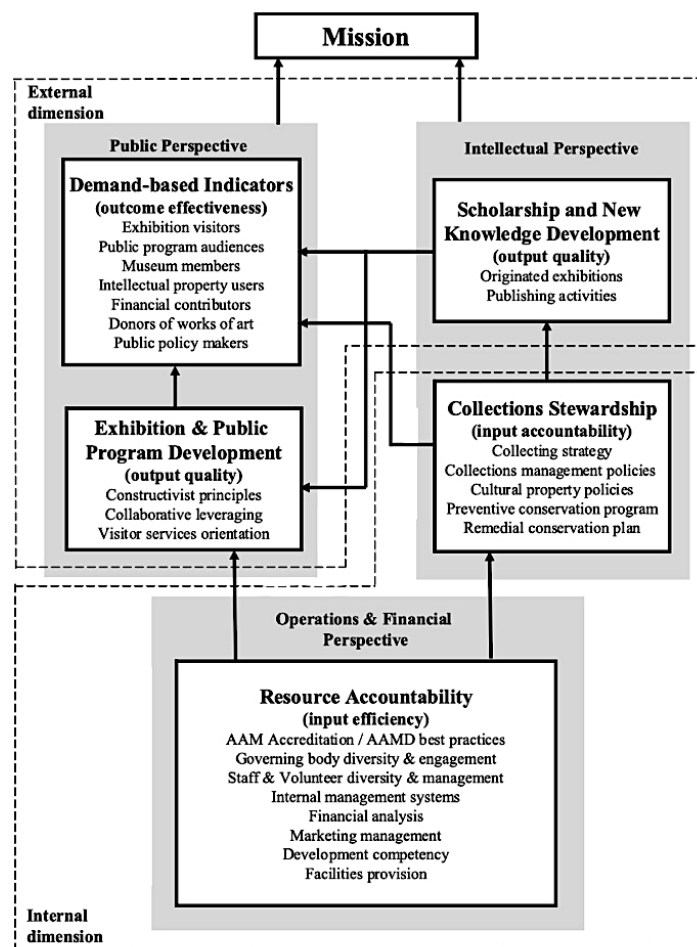 Mission
External
dimension
Public Perspective
Demand-based Indicators
(outcome effectiveness)
Exhibition visitors
Public program audiences
Museum members
Intellectual property users
Financial contributors
Donors of works of art
Public policy makers
Exhibition & Public
Program Development
(output quality)
Constructivist principles
Collaborative leveraging
Visitor services orientation
Intellectual Perspective
Scholarship and New
Knowledge Development
(output quality)
Originated exhibitions
Publishing activities
Collections Stewardship
(input accountability)
Collecting strategy
Collections management policies
Cultural property policies
Preventive conservation program
Remedial conservation plan
Operations & Financial
Perspective
Resource Accountability
(input efficiency)
AAM Accreditation / AAMD best practices
Governing body diversity & engagement
Staff & Volunteer diversity & management
Internal management systems
Financial analysis
Marketing management
Development competency
Facilities provision
Internal
dimension